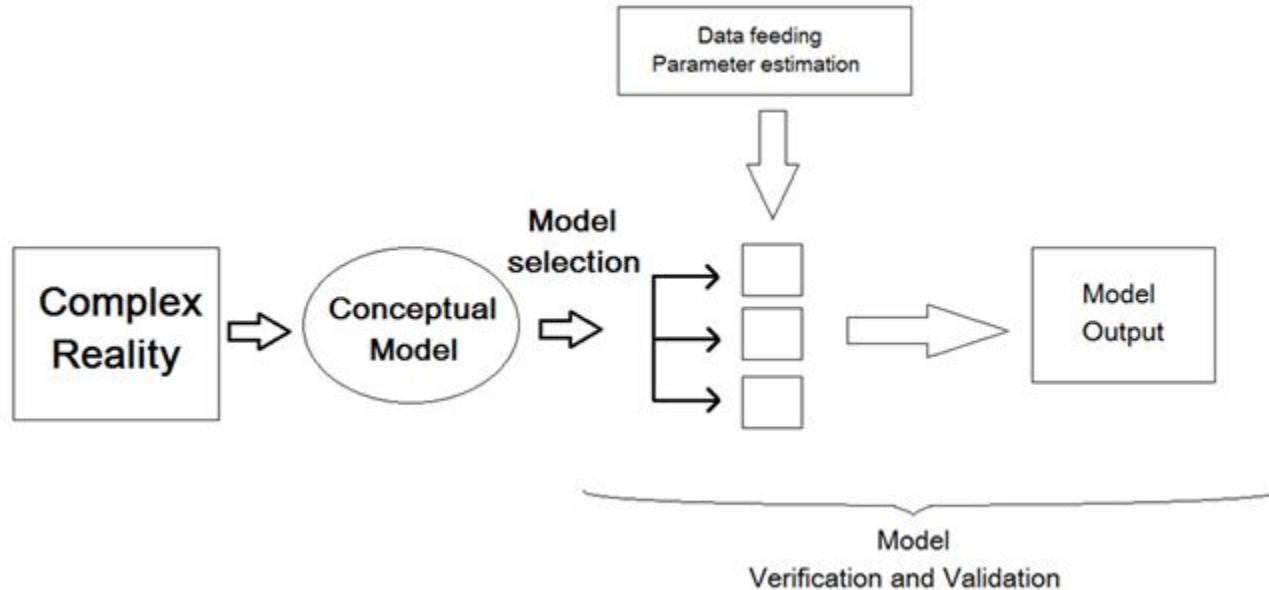 Data feeding
Parameter estimation
Model
selection
Complex
Reality
Conceptual
Model
Model
Output
Model
Verification and Validation